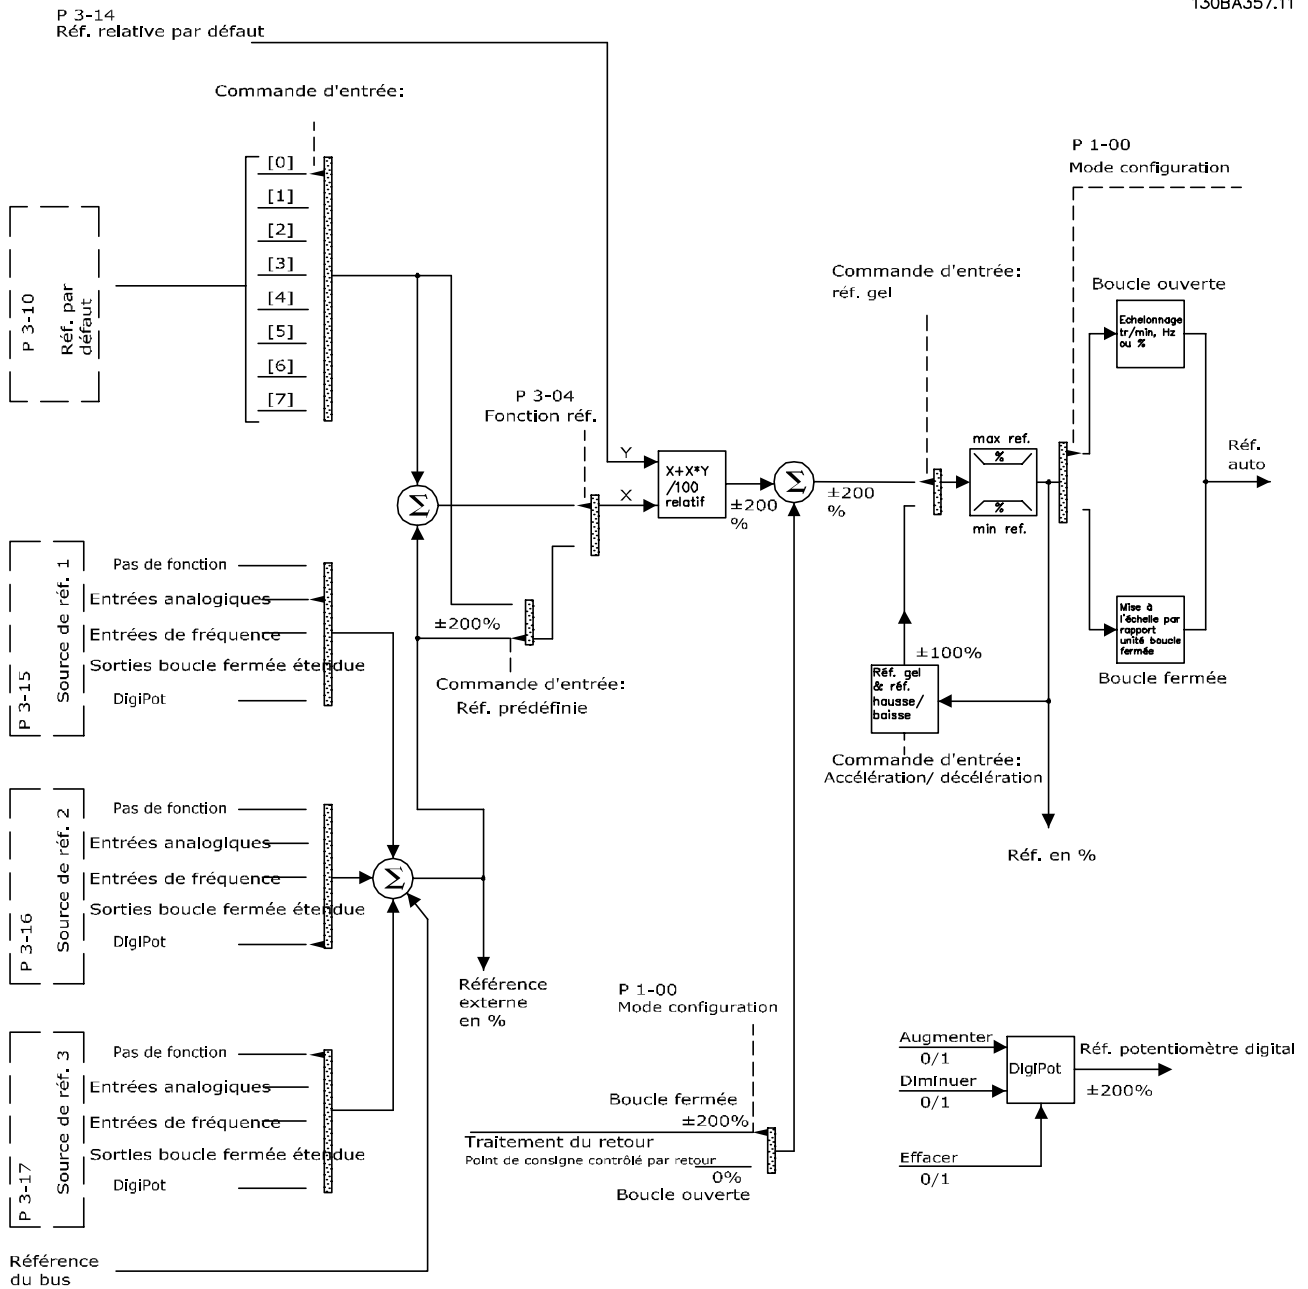 130BA357.11
P 3-14
Réf. relative par défaut
Commande d'entrée:
[0]
[1]
[2]
[3]
[4]
[5]
[6]
[7]
P 3-10
Réf. par
défaut
P 1-00
Mode configuration
Commande d'entrée:
réf. gel
Boucle ouverte
Echelonnage
tr/min, Hz
ou %
P 3-04
Fonction réf.
Y
X
X+X*Y
/100
relatif
±200
%
Σ
±200
%
max ref.
%
%
min ref.
Réf.
auto
Σ
P 3-15
Source de réf. 1
Pas de fonction
Entrées analogiques
Entrées de fréquence
Sorties boucle fermée étendue
DigiPot
±200%
Commande d'entrée:
Réf. prédéfinie
±100%
Réf. gel
& réf.
hausse/
baisse
Commande d'entrée:
Accélération/ décélération
Mise à
l'échelle par
rapport
unité boucle
fermée
Boucle fermée
Réf. en %
P 3-16
Source de réf. 2
Pas de fonction
Entrées analogiques
Entrées de fréquence
Sorties boucle fermée étendue
DigiPot
Σ
Référence
externe
en %
P 1-00
Mode configuration
Boucle fermée
±200%
Traitement du retour
Point de consigne contrôlé par retour
0%
Boucle ouverte
P 3-17
Source de réf. 3
Pas de fonction
Entrées analogiques
Entrées de fréquence
Sorties boucle fermée étendue
DigiPot
Référence
du bus
Augmenter
0/1
Diminuer
0/1
Effacer
0/1
DigiPot
Réf. potentiomètre digital
±200%